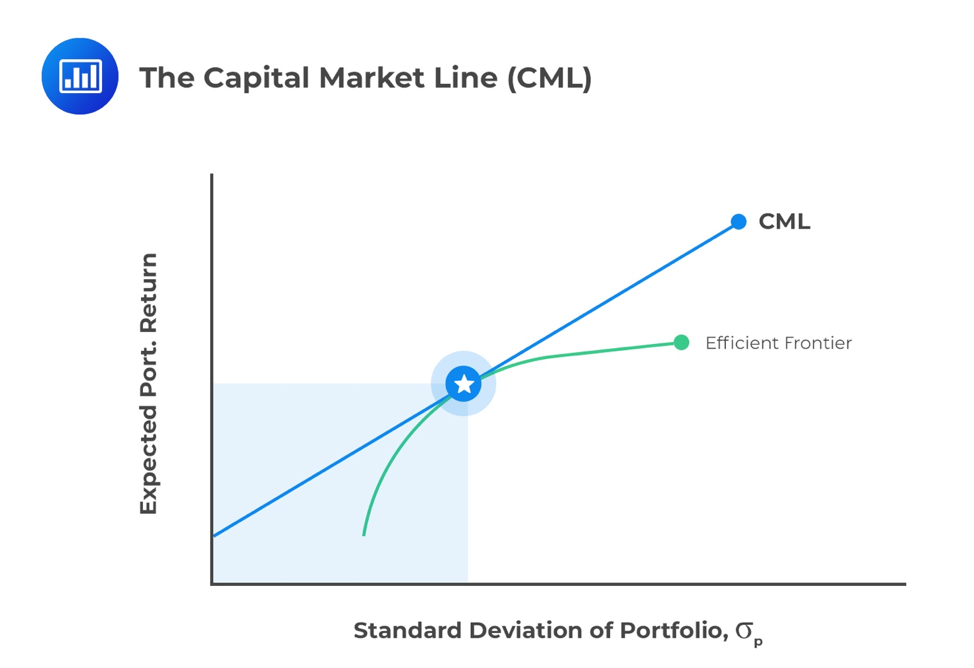 The Capital Market Line (CML)
Expected Port. Return
CML
Efficient Frontier
Standard Deviation of Portfolio, σp